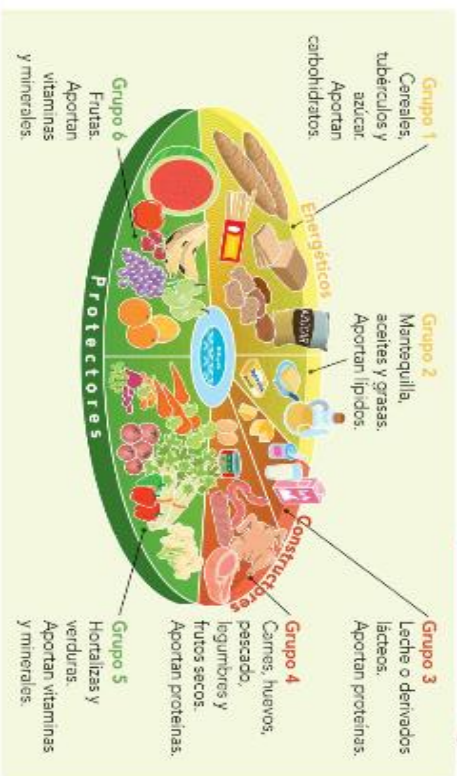 Grupo 1
Cereales,
tubérculos y
azúcar.
Aportan
carbohidratos.
Grupo 2
Mantequilla,
aceites y grasas.
Aportan lípidos.
Grupo 3
Leche o derivados
lácteos.
Aportan proteínas.
Energéticos
AZÚCAR
Constructores
Protectores
Grupo 6
Frutas.
Aportan
vitaminas
y minerales.
Grupo 4
Carnes, huevos,
pescado,
legumbres y
frutos secos.
Aportan proteínas.
Grupo 5
Hortalizas y
verduras.
Aportan vitaminas
y minerales.